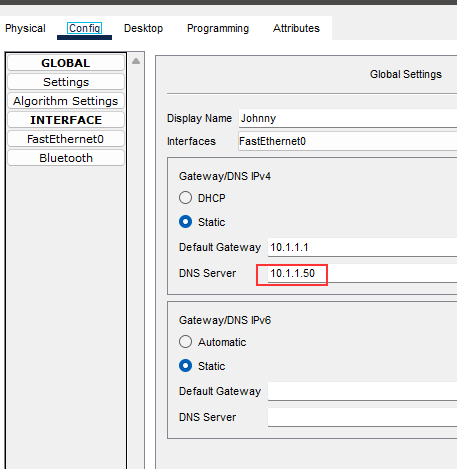 Physical Config Desktop Programming Attributes
GLOBAL
Settings
Algorithm Settings
INTERFACE
FastEthernet0
Bluetooth
Global Settings
Display Name Johnny
Interfaces FastEthernet0
Gateway/DNS IPv4
DHCP
Static
Default Gateway 10.1.1.1
DNS Server 10.1.1.50
Gateway/DNS IPv6
Automatic
Static
Default Gateway
DNS Server